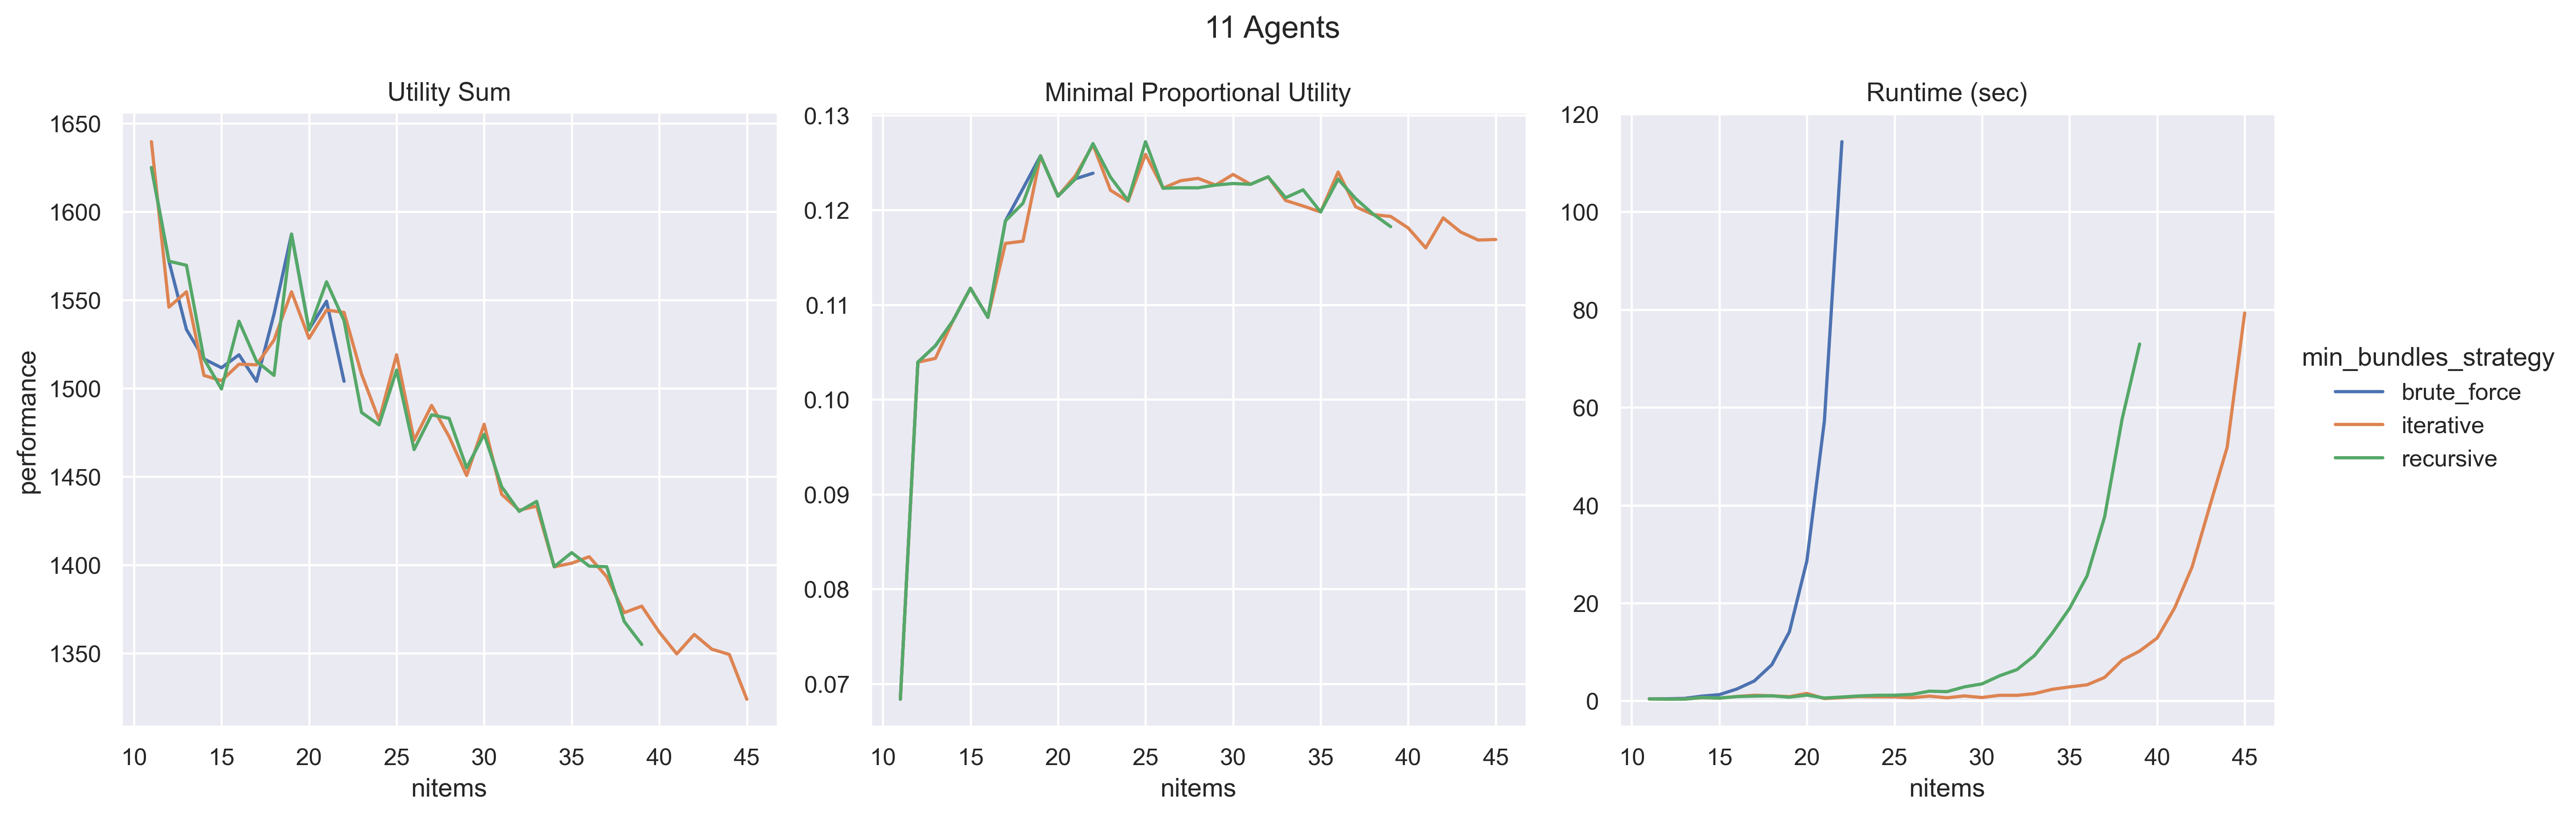 11 Agents
Utility Sum
1650
1600
1550
1500
1450
1400
1350
performance
10 15 20 25 30 35 40 45
nitems
Minimal Proportional Utility
0.13
0.12
0.11
0.10
0.09
0.08
0.07
10 15 20 25 30 35 40 45
nitems
Runtime (sec)
120
100
80
60
40
20
0
10 15 20 25 30 35 40 45
nitems
min_bundles_strategy
brute_force
iterative
recursive